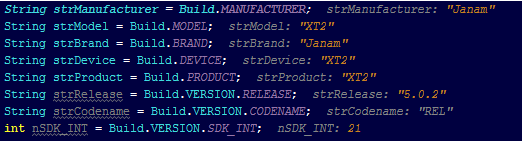 String strManufacturer = Build.MANUFACTURER; strManufacturer: "Janam"
String strModel = Build.MODEL; strModel: "XT2"
String strBrand = Build.BRAND; strBrand: "Janam"
String strDevice = Build.DEVICE; strDevice: "XT2"
String strProduct = Build.PRODUCT; strProduct: "XT2"
String strRelease = Build.VERSION.RELEASE; strRelease: "5.0.2"
String strCodename = Build.VERSION.CODENAME; strCodename: "REL"
int nSDK_INT = Build.VERSION.SDK_INT; nSDK_INT: 21